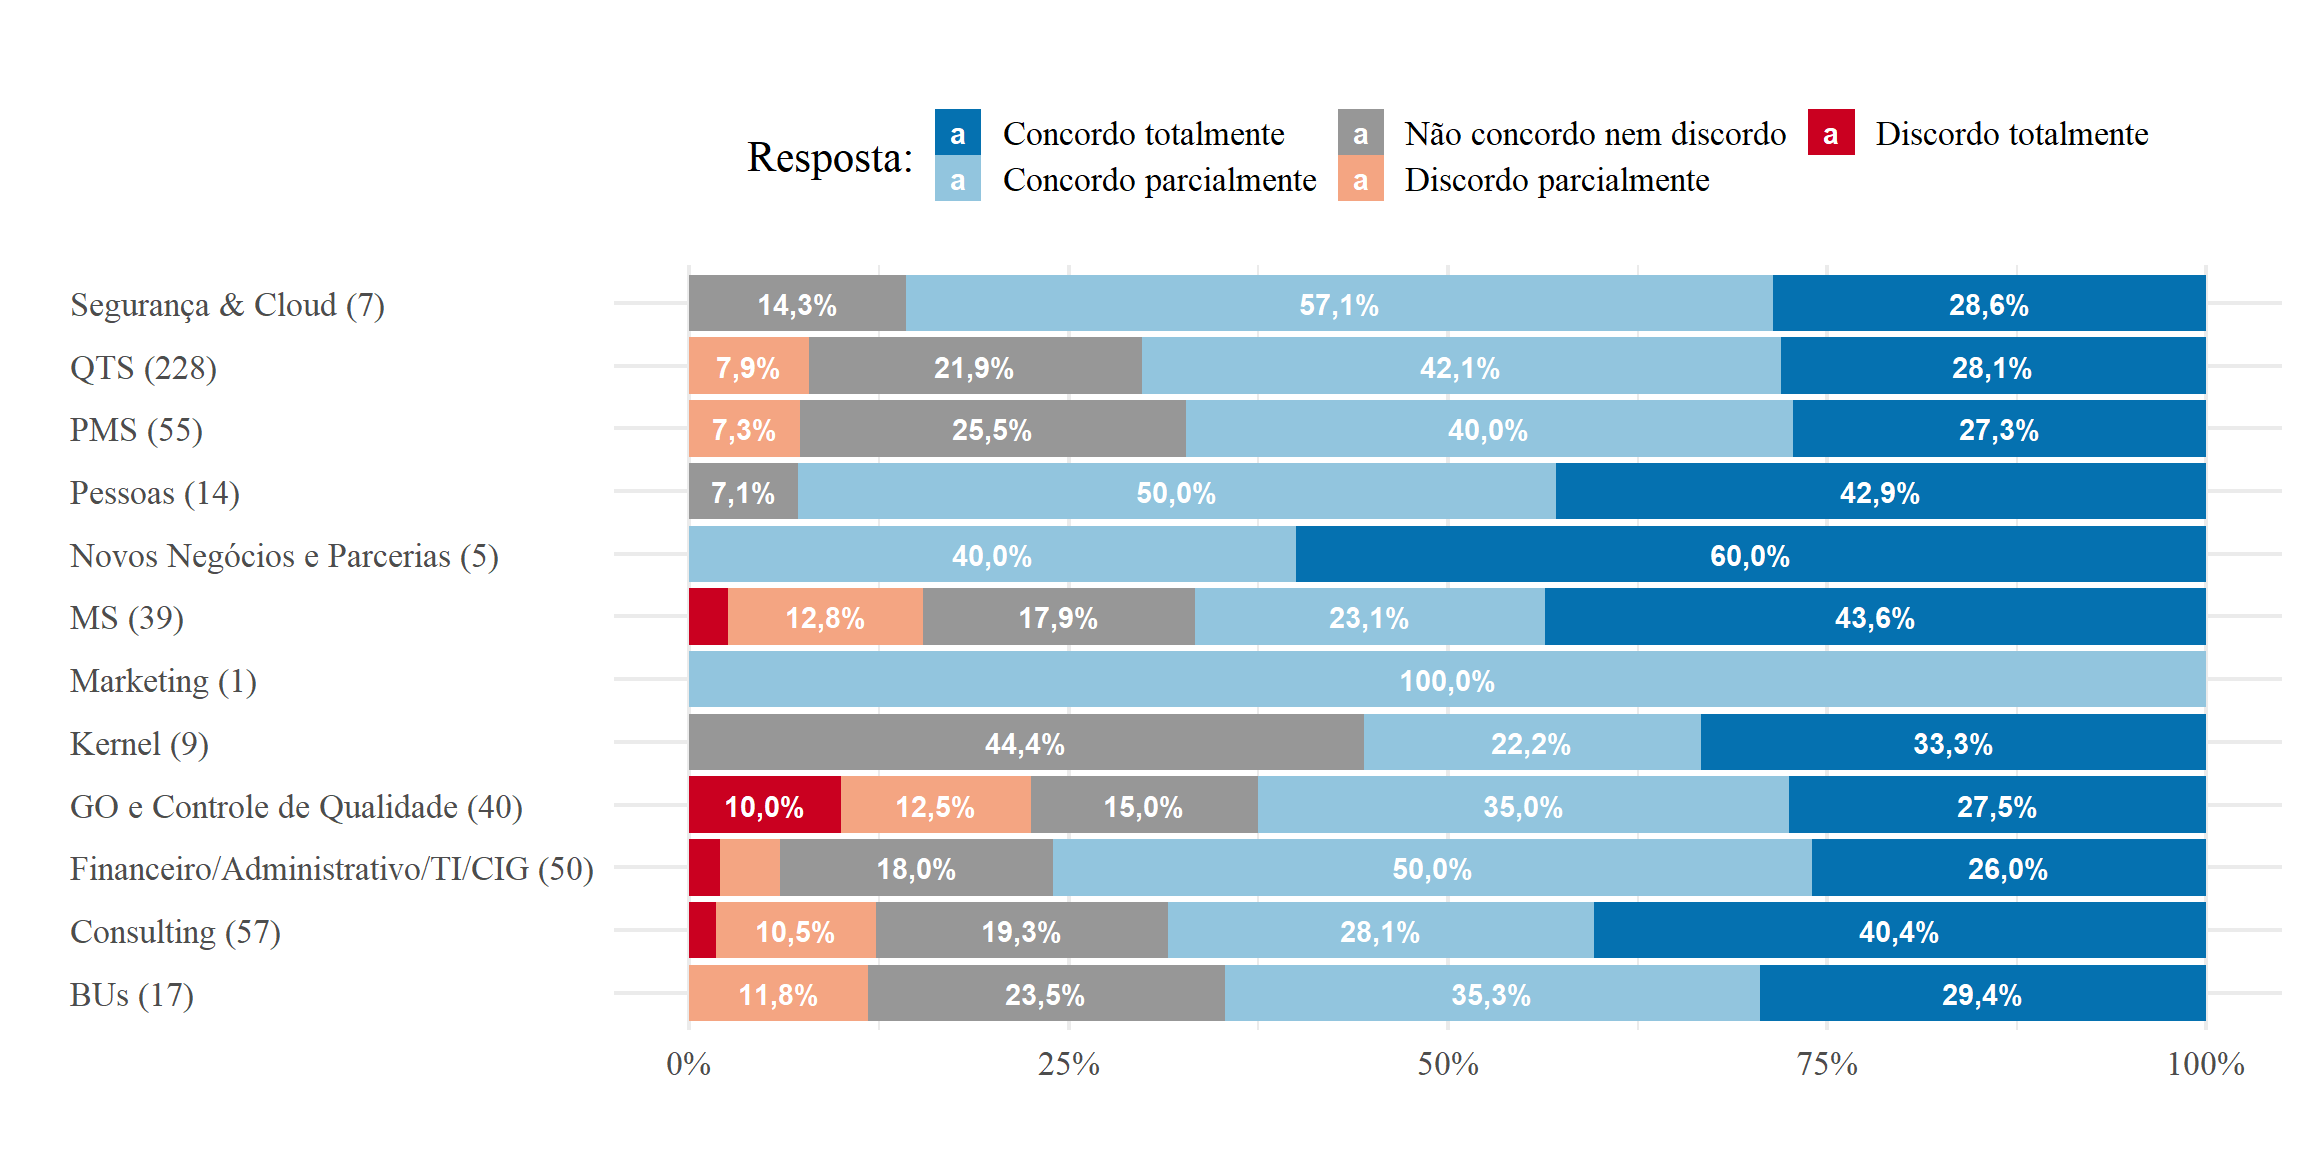 Resposta:
a Concordo totalmente a Não concordo nem discordo a Discordo totalmente
a Concordo parcialmente a Discordo parcialmente
Segurança & Cloud (7) 14,3% 57,1% 28,6%
QTS (228) 7,9% 21,9% 42,1% 28,1%
PMS (55) 7,3% 25,5% 40,0% 27,3%
Pessoas (14) 7,1% 50,0% 42,9%
Novos Negócios e Parcerias (5) 40,0% 60,0%
MS (39) 12,8% 17,9% 23,1% 43,6%
Marketing (1) 100,0%
Kernel (9) 44,4% 22,2% 33,3%
GO e Controle de Qualidade (40) 10,0% 12,5% 15,0% 35,0% 27,5%
Financeiro/Administrativo/TI/CIG (50) 18,0% 50,0% 26,0%
Consulting (57) 10,5% 19,3% 28,1% 40,4%
BUs (17) 11,8% 23,5% 35,3% 29,4%
0% 25% 50% 75% 100%